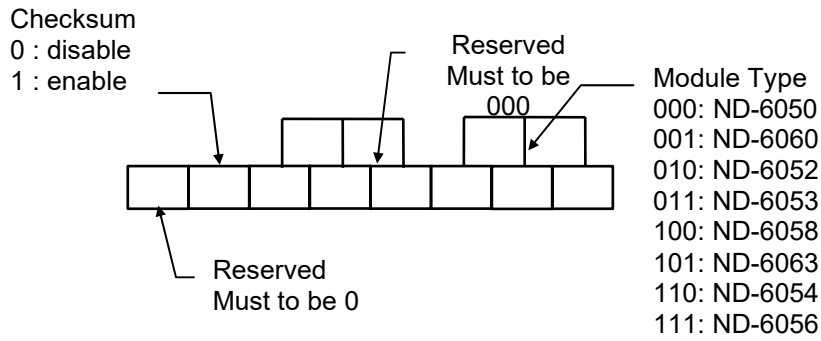 Checksum
0 : disable
1 : enable
Reserved
Must to be
000
Module Type
000: ND-6050
001: ND-6060
010: ND-6052
011: ND-6053
100: ND-6058
101: ND-6063
110: ND-6054
111: ND-6056
Reserved
Must to be 0